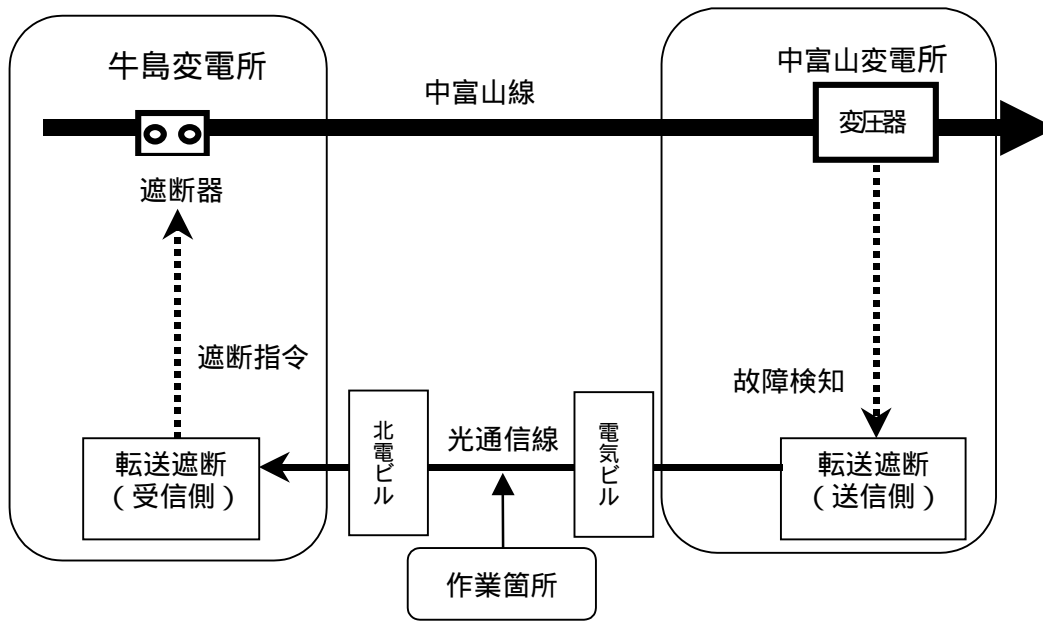 牛島変電所
中富山変電所
中富山線
変圧器
遮断器
遮断指令
故障検知
北電ビル
光通信線
電気ビル
転送遮断
(受信側)
転送遮断
(送信側)
作業箇所